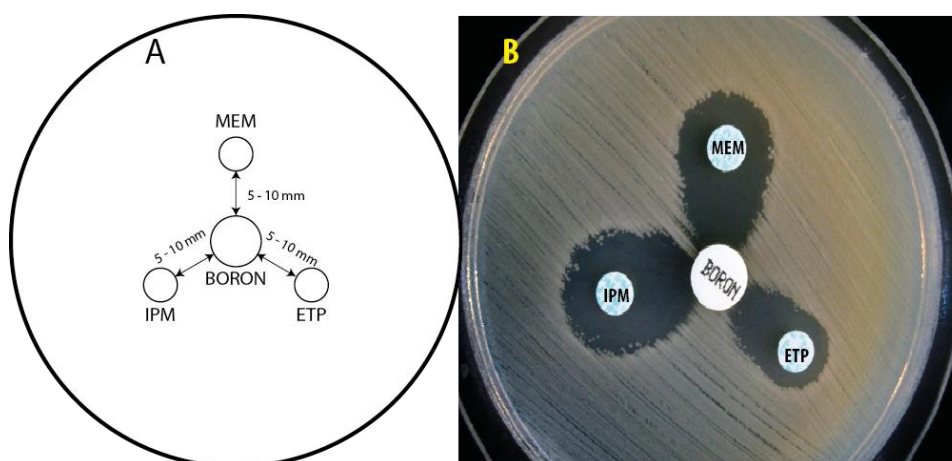 A
MEM
5 - 10 mm
5 - 10 mm
5 - 10 mm
BORON
IPM
ETP
B
MEM
BORON
IPM
ETP